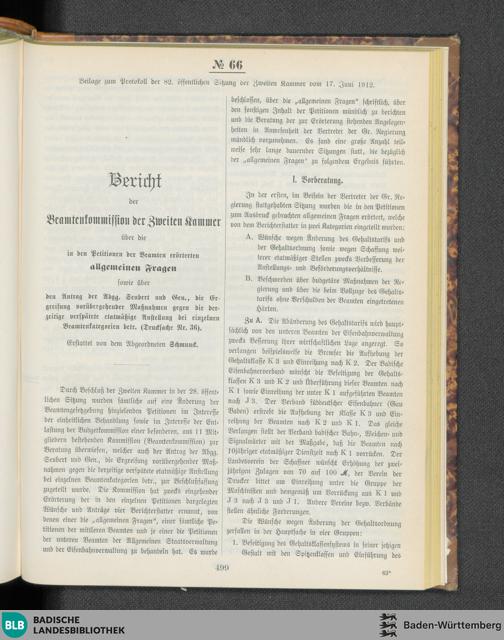 № 66
Beilage zum Protokoll der 82. öffentlichen Sitzung der Zweiten Kammer vom 17. Juni 1912.
Bericht
der
Beamtenkommission der Zweiten Kammer
über die
in den Petitionen der Beamten erörterten
allgemeinen Fragen
sowie über
den Antrag der Abgg. Seubert und Gen., die Er-
greifung vorübergehender Maßnahmen gegen die der-
zeitige verspätete etatmäßige Anstellung bei einzelnen
Beamtenkategorien betr. (Drucksache Nr. 36),
Erstattet von dem Abgeordneten Schmunck.
Durch Beschluß der Zweiten Kammer in der 28. öffent-
lichen Sitzung wurden sämtliche auf eine Änderung der
Beamtengesetzgebung hinzielenden Petitionen im Interesse
der einheitlichen Behandlung sowie im Interesse der Ent-
lastung der Budgetkommission einer besonderen, aus 11 Mit-
gliedern bestehenden Kommission (Beamtenkommission) zur
Beratung überwiesen, welcher auch der Antrag der Abgg.
Seubert und Gen., die Ergreifung vorübergehender Maß-
nahmen gegen die derzeitige verspätete etatmäßige Anstellung
bei einzelnen Beamtenkategorien betr., zur Beschlußfassung
zugeteilt wurde. Die Kommission hat zwecks eingehender
Erörterung der in den einzelnen Petitionen dargelegten
Wünsche und Anträge vier Berichterstatter ernannt, von
denen einer die „allgemeinen Fragen“, einer sämtliche Pe-
titionen der mittleren Beamten und je einer die Petitionen
der unteren Beamten der Allgemeinen Staatsverwaltung
und der Eisenbahnverwaltung zu behandeln hat. Es wurde
beschlossen, über die „allgemeinen Fragen“ schriftlich, über
den sonstigen Inhalt der Petitionen mündlich zu berichten
und die Beratung der zur Erörterung stehenden Angelegen-
heiten in Anwesenheit der Vertreter der Gr. Regierung
mündlich vorzunehmen. Es fand eine große Anzahl teil-
weise sehr lange dauernder Sitzungen statt, die bezüglich
der „allgemeinen Fragen“ zu folgendem Ergebnis führten.
I. Vorberatung.
In der ersten, im Beisein der Vertreter der Gr. Re-
gierung stattgehabten Sitzung wurden die in den Petitionen
zum Ausdruck gebrachten allgemeinen Fragen erörtert, welche
von dem Berichterstatter in zwei Kategorien eingeteilt wurden:
A. Wünsche wegen Änderung des Gehaltstarifs und
der Gehaltsordnung sowie wegen Schaffung wei-
terer etatmäßiger Stellen zwecks Verbesserung der
Anstellungs- und Beförderungsverhältnisse.
B. Beschwerden über budgetäre Maßnahmen der Re-
gierung und über die beim Vollzuge des Gehalts-
tarifs ohne Verschulden der Beamten eingetretenen
Härten.
Zu A. Die Abänderung des Gehaltstarifs wird haupt-
sächlich von den unteren Beamten der Eisenbahnverwaltung
zwecks Besserung ihrer wirtschaftlichen Lage angeregt. So
verlangen beispielsweise die Bremser die Aufhebung der
Gehaltsklasse K 3 und Einreihung nach K 2. Der Badische
Eisenbahnerverband wünscht die Beseitigung der Gehalts-
klassen K 3 und K 2 und Überführung dieser Beamten nach
K 1 sowie Einreihung der unter K 1 aufgeführten Beamten
nach J 3. Der Verband süddeutscher Eisenbahner (Gau
Baden) erstrebt die Aufhebung der Klasse K 3 und Ein-
reihung der Beamten nach K 2 und K 1. Das gleiche
Verlangen stellt der Verband badischer Bahn-, Weichen- und
Signalwärter mit der Maßgabe, daß die Beamten nach
10jähriger etatmäßiger Dienstzeit nach K 1 vorrücken. Der
Landesverein der Schaffner wünscht Erhöhung der zwei-
jährigen Zulagen von 70 auf 100 ℳ, der Verein der
Drucker bittet um Einreihung unter die Gruppe der
Maschinisten und demgemäß um Vorrückung aus K 1 und
J 3 nach J 3 und J 1. Andere Vereine bezw. Verbände
stellen ähnliche Forderungen.
Die Wünsche wegen Änderung der Gehaltsordnung
zerfallen in der Hauptsache in vier Gruppen:
1. Beseitigung des Gehaltsklassensystems in seiner jetzigen
Gestalt mit den Spitzenklassen und Einführung des
499
63*
BLB
BADISCHE
LANDESBIBLIOTHEK
Baden-Württemberg